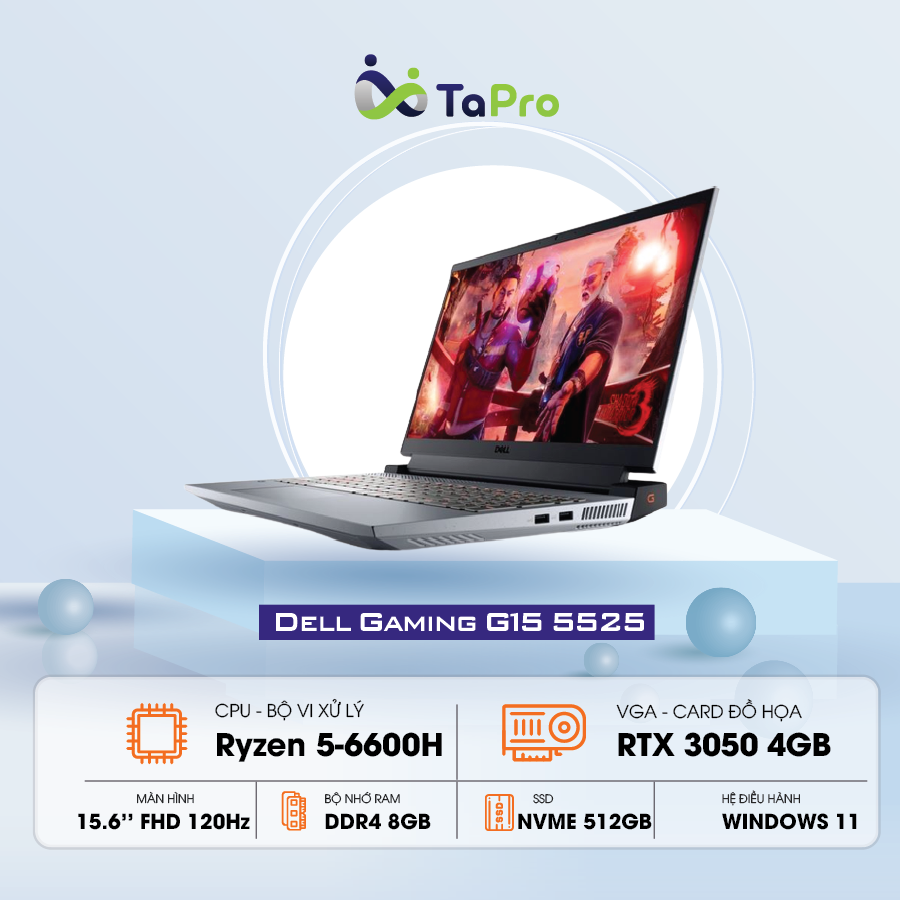 TaPro
DELL
G
DELL GAMING G15 5525
CPU - BỘ VI XỬ LÝ
Ryzen 5-6600H
VGA - CARD ĐỒ HỌA
RTX 3050 4GB
MÀN HÌNH
15.6’’ FHD 120Hz
BỘ NHỚ RAM
DDR4 8GB
SSD
SSD
NVME 512GB
HỆ ĐIỀU HÀNH
WINDOWS 11